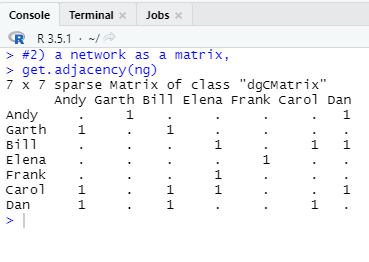 Console Terminal × Jobs ×
R 3.5.1 · ~/
> #2) a network as a matrix,
> get.adjacency(ng)
7 x 7 sparse Matrix of class "dgCMatrix"
      Andy Garth Bill Elena Frank Carol Dan
Andy     .     1    .     .     .     .   1
Garth    1     .    1     .     .     .   .
Bill     .     .    .     1     .     1   1
Elena    .     .    .     .     1     .   .
Frank    .     .    .     1     .     .   .
Carol    1     .    1     1     .     .   1
Dan      1     .    1     .     .     1   .
>